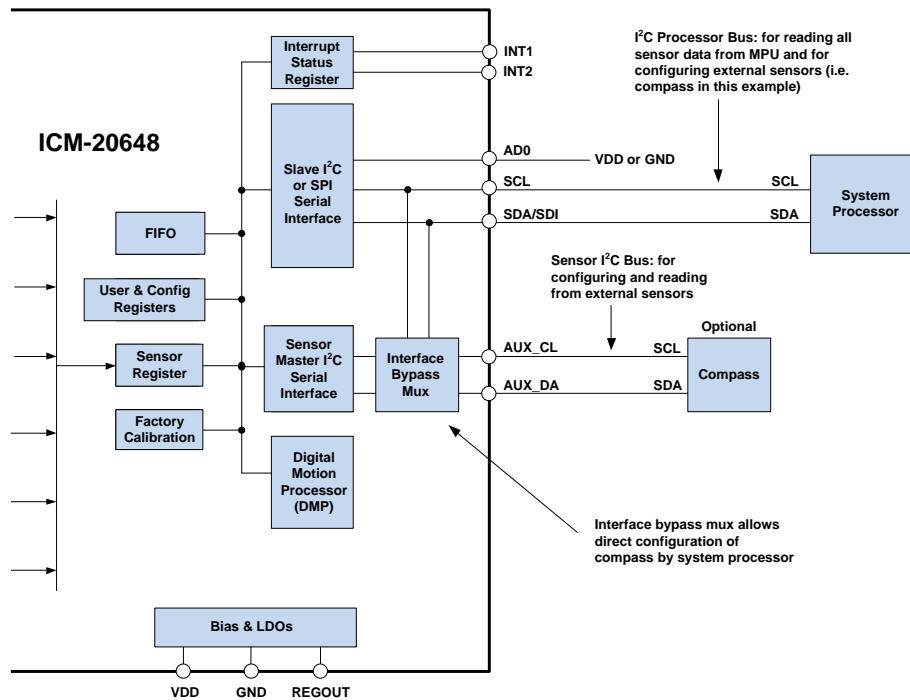 ICM-20648
Interrupt
Status
Register
INT1
INT2
I²C Processor Bus: for reading all
sensor data from MPU and for
configuring external sensors (i.e.
compass in this example)
Slave I²C
or SPI
Serial
Interface
AD0
VDD or GND
SCL
SCL
SDA/SDI
SDA
System
Processor
FIFO
User & Config
Registers
Sensor
Register
Factory
Calibration
Sensor
Master I²C
Serial
Interface
Interface
Bypass
Mux
Sensor I²C Bus: for
configuring and reading
from external sensors
AUX_CL
SCL
AUX_DA
SDA
Optional
Compass
Digital
Motion
Processor
(DMP)
Interface bypass mux allows
direct configuration of
compass by system processor
Bias & LDOs
VDD
GND
REGOUT